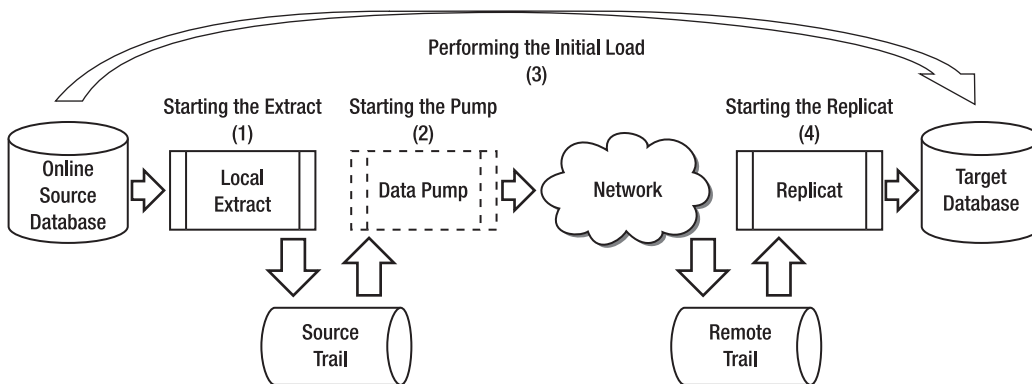 Performing the Initial Load
(3)
Starting the Extract
(1)
Starting the Pump
(2)
Starting the Replicat
(4)
Online
Source
Database
Local
Extract
Data Pump
Network
Replicat
Target
Database
Source
Trail
Remote
Trail